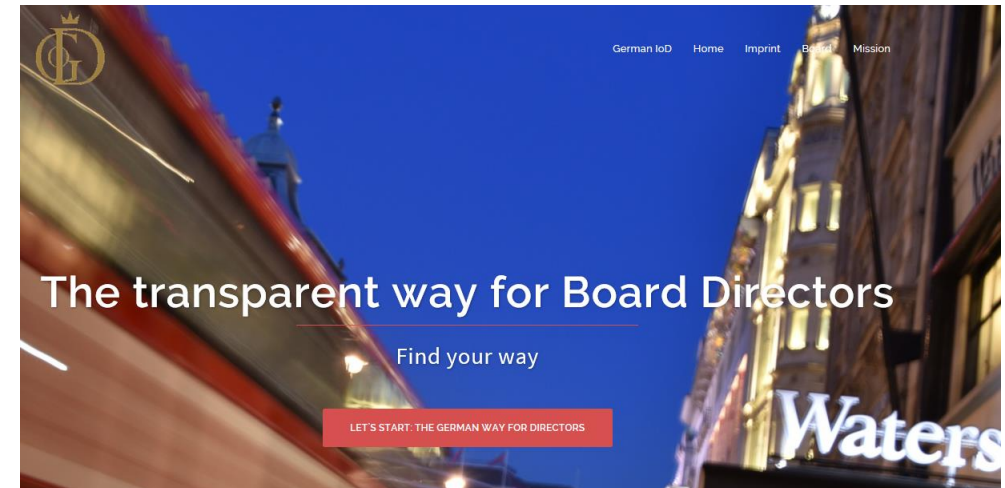 German IoD Home Imprint Board Mission
The transparent way for Board Directors
Find your way
LET´S START: THE GERMAN WAY FOR DIRECTORS
Waters